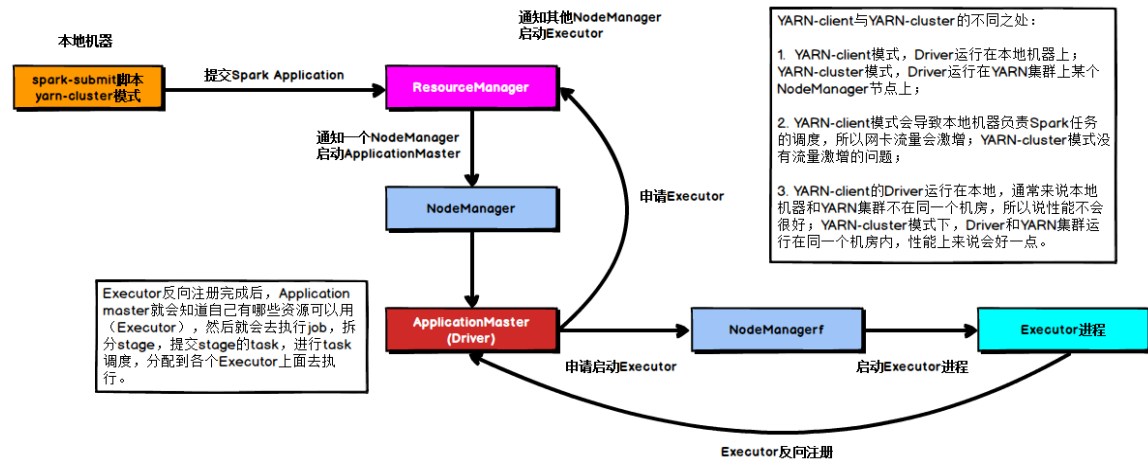 通知其他NodeManager
启动Executor
本地机器
spark-submit脚本
yarn-cluster模式
提交Spark Application
ResourceManager
通知一个NodeManager
启动ApplicationMaster
NodeManager
申请Executor
YARN-client与YARN-cluster的不同之处：
1. YARN-client模式，Driver运行在本地机器上；
YARN-cluster模式，Driver运行在YARN集群上某个
NodeManager节点上；
2. YARN-client模式会导致本地机器负责Spark任务
的调度，所以网卡流量会激增；YARN-cluster模式没
有流量激增的问题；
3. YARN-client的Driver运行在本地，通常来说本地
机器和YARN集群不在同一个机房，所以说性能不会
很好；YARN-cluster模式下，Driver和YARN集群运
行在同一个机房内，性能上来说会好一点。
Executor反向注册完成后，Application
master就会知道自己有哪些资源可以用
（Executor），然后就会去执行job，拆
分stage，提交stage的task，进行task
调度，分配到各个Executor上面去执
行。
ApplicationMaster
(Driver)
申请启动Executor
NodeManagerf
启动Executor进程
Executor进程
Executor反向注册